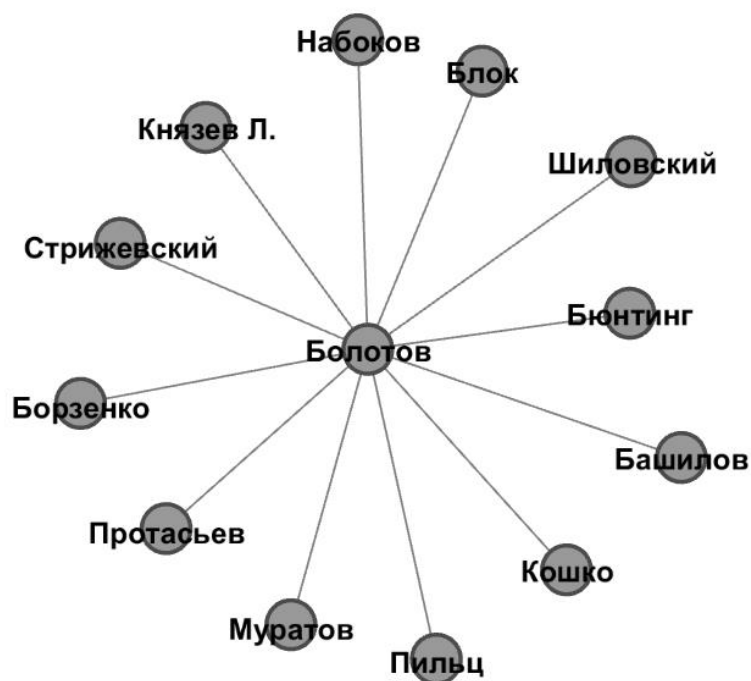 Набоков
Блок
Князев Л.
Шиловский
Стрижевский
Бюнтинг
Болотов
Борзенко
Башилов
Протасьев
Кошко
Муратов
Пильц